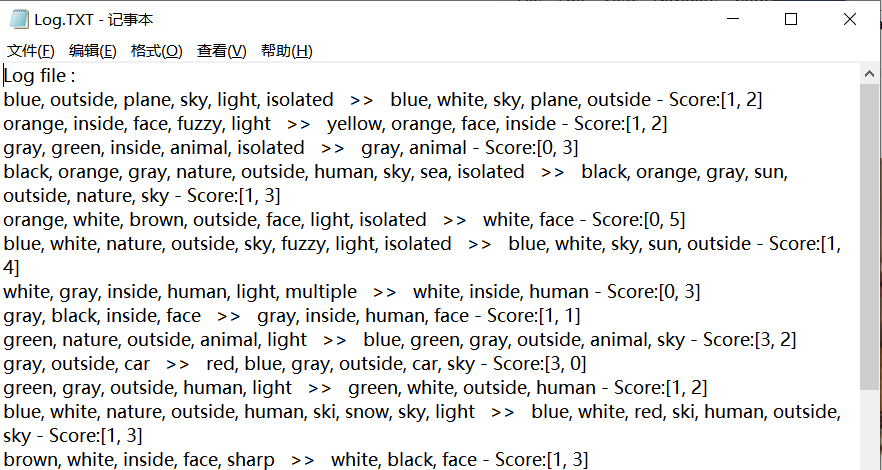 Log.TXT - 记事本
文件(F) 编辑(E) 格式(O) 查看(V) 帮助(H)
Log file :
blue, outside, plane, sky, light, isolated   >>   blue, white, sky, plane, outside - Score:[1, 2]
orange, inside, face, fuzzy, light   >>   yellow, orange, face, inside - Score:[1, 2]
gray, green, inside, animal, isolated   >>   gray, animal - Score:[0, 3]
black, orange, gray, nature, outside, human, sky, sea, isolated   >>   black, orange, gray, sun,
outside, nature, sky - Score:[1, 3]
orange, white, brown, outside, face, light, isolated   >>   white, face - Score:[0, 5]
blue, white, nature, outside, sky, fuzzy, light, isolated   >>   blue, white, sky, sun, outside - Score:[1,
4]
white, gray, inside, human, light, multiple   >>   white, inside, human - Score:[0, 3]
gray, black, inside, face   >>   gray, inside, human, face - Score:[1, 1]
green, nature, outside, animal, light   >>   blue, green, gray, outside, animal, sky - Score:[3, 2]
gray, outside, car   >>   red, blue, gray, outside, car, sky - Score:[3, 0]
green, gray, outside, human, light   >>   green, white, outside, human - Score:[1, 2]
blue, white, nature, outside, human, ski, snow, sky, light   >>   blue, white, red, ski, human, outside,
sky - Score:[1, 3]
brown, white, inside, face, sharp   >>   white, black, face - Score:[1, 3]